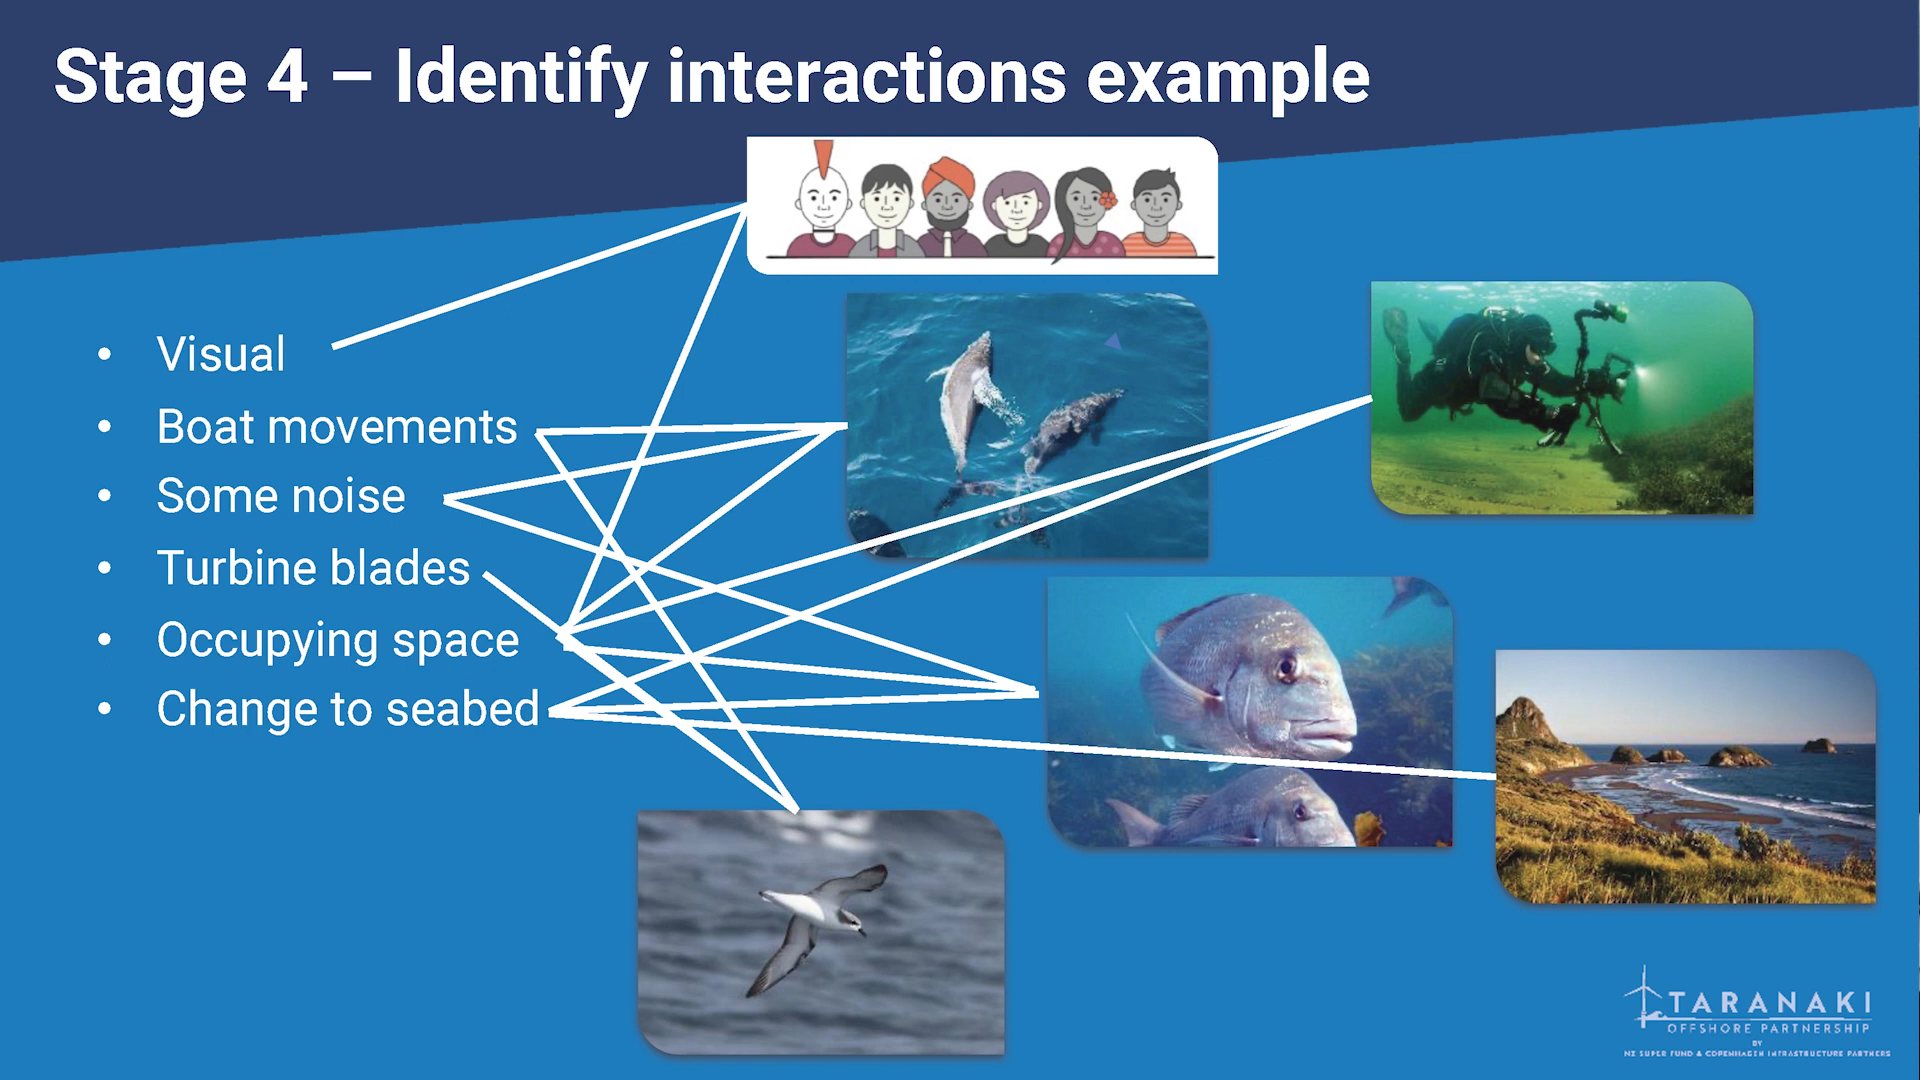 Stage 4 – Identify interactions example
• Visual
• Boat movements
• Some noise
• Turbine blades
• Occupying space
• Change to seabed
TARANAKI
OFFSHORE PARTNERSHIP
BY
NZ SUPER FUND & COPENHAGEN INFRASTRUCTURE PARTNERS